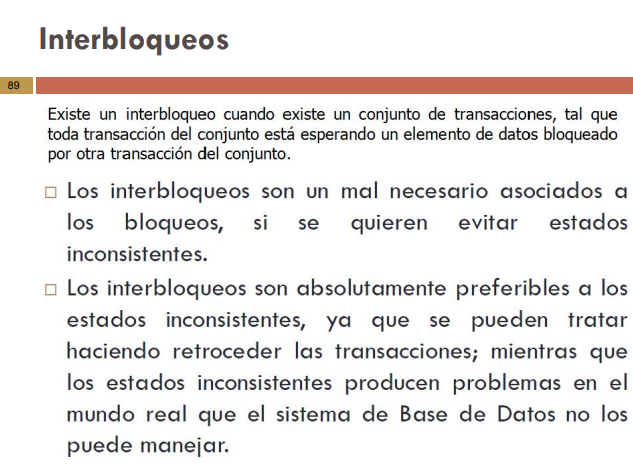 Interbloqueos
89
Existe un interbloqueo cuando existe un conjunto de transacciones, tal que
toda transacción del conjunto está esperando un elemento de datos bloqueado
por otra transacción del conjunto.
Los interbloqueos son un mal necesario asociados a
los bloqueos, si se quieren evitar estados
inconsistentes.
Los interbloqueos son absolutamente preferibles a los
estados inconsistentes, ya que se pueden tratar
haciendo retroceder las transacciones; mientras que
los estados inconsistentes producen problemas en el
mundo real que el sistema de Base de Datos no los
puede manejar.